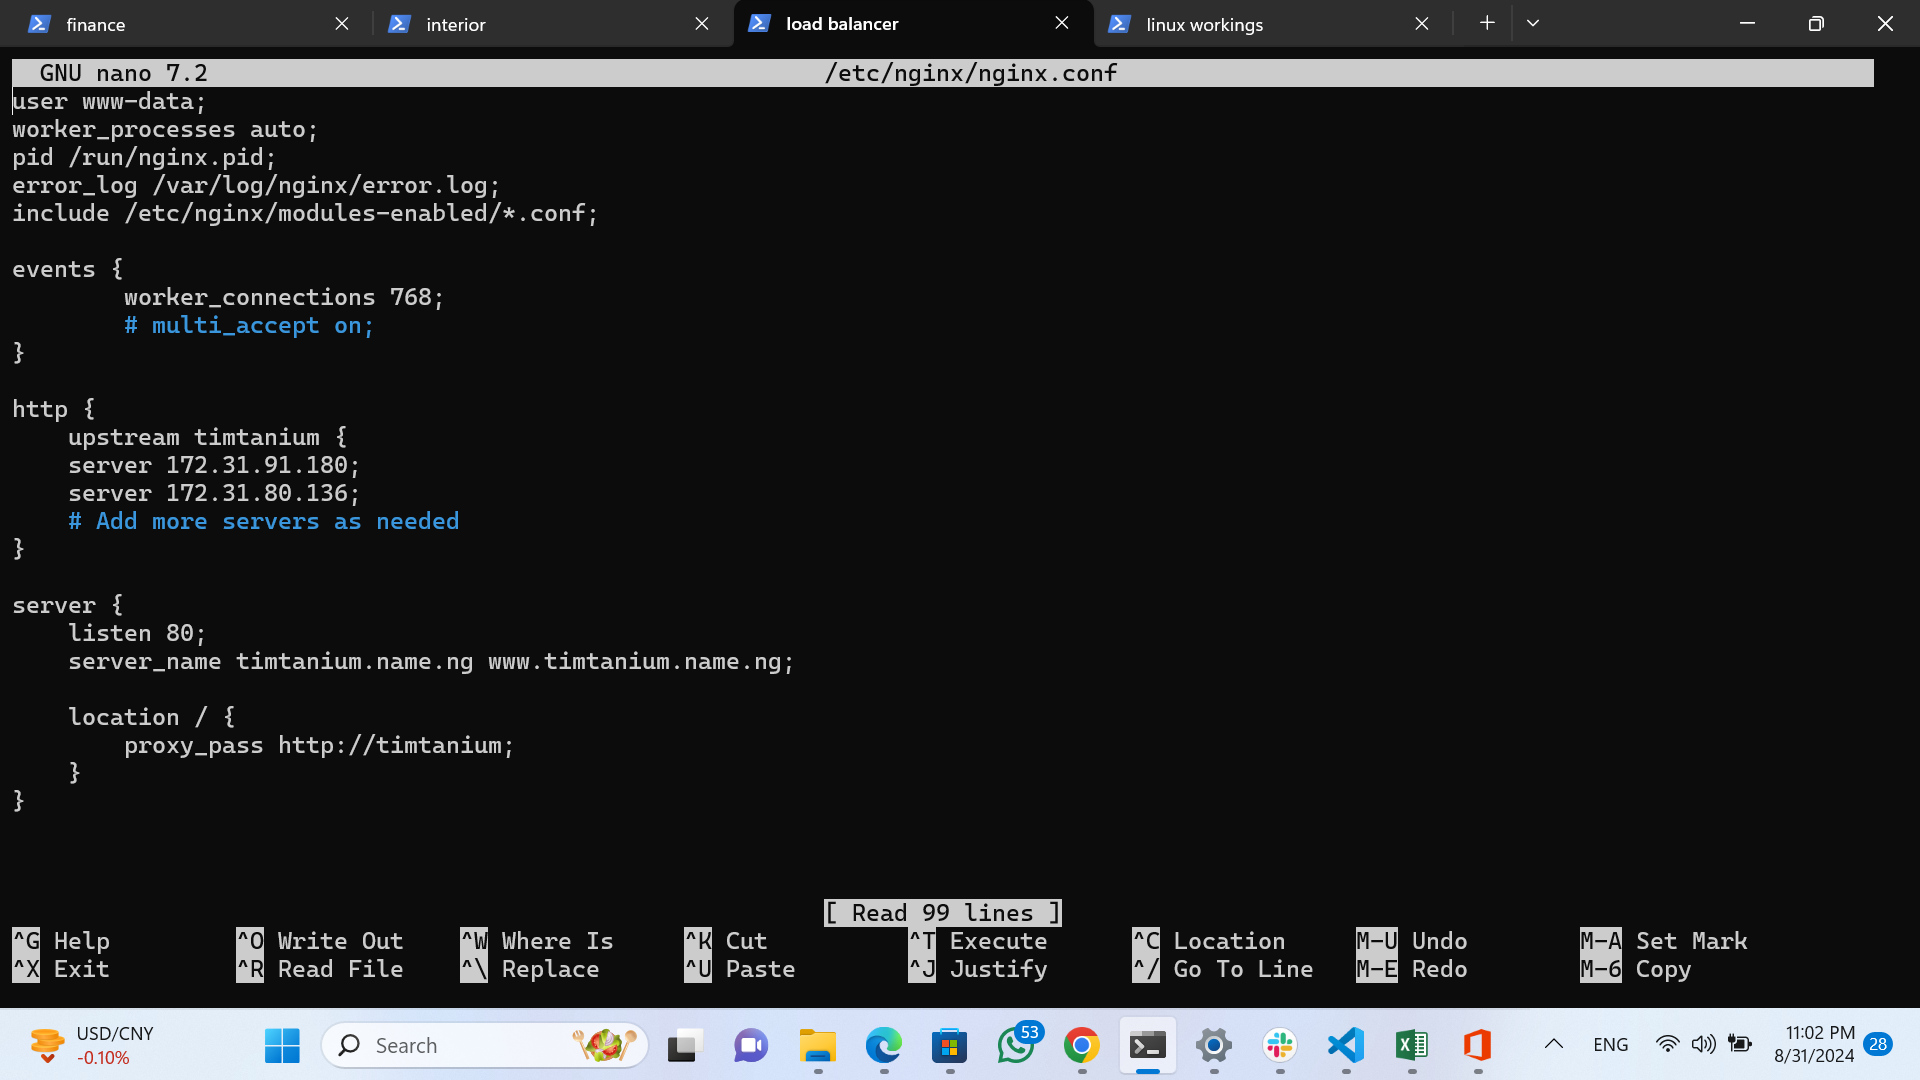 finance
interior
load balancer
linux workings
GNU nano 7.2 /etc/nginx/nginx.conf
user www-data;
worker_processes auto;
pid /run/nginx.pid;
error_log /var/log/nginx/error.log;
include /etc/nginx/modules-enabled/*.conf;
events {
worker_connections 768;
# multi_accept on;
}
http {
upstream timtanium {
server 172.31.91.180;
server 172.31.80.136;
# Add more servers as needed
}
server {
listen 80;
server_name timtanium.name.ng www.timtanium.name.ng;
location / {
proxy_pass http://timtanium;
}
}
[ Read 99 lines ]
^G Help ^O Write Out ^W Where Is ^K Cut ^T Execute ^C Location M-U Undo M-A Set Mark
^X Exit ^R Read File ^\ Replace ^U Paste ^J Justify ^/ Go To Line M-E Redo M-6 Copy
USD/CNY
-0.10%
Search
53
ENG
11:02 PM
8/31/2024
28